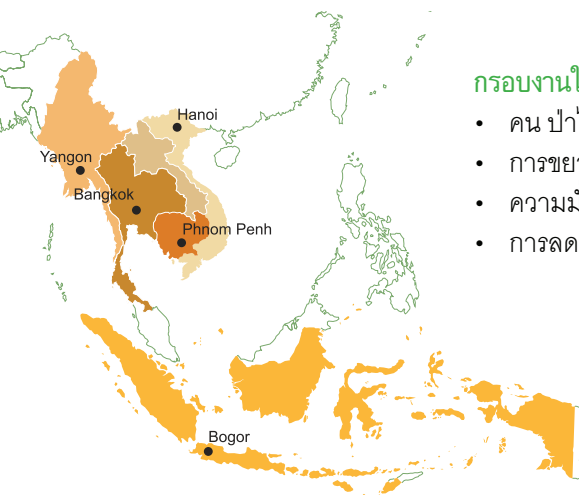 Hanoi
Yangon
Bangkok
Phnom Penh
Bogor
กรอบงานใ
• คน ป่า
• การขย
• ความม
• การลด